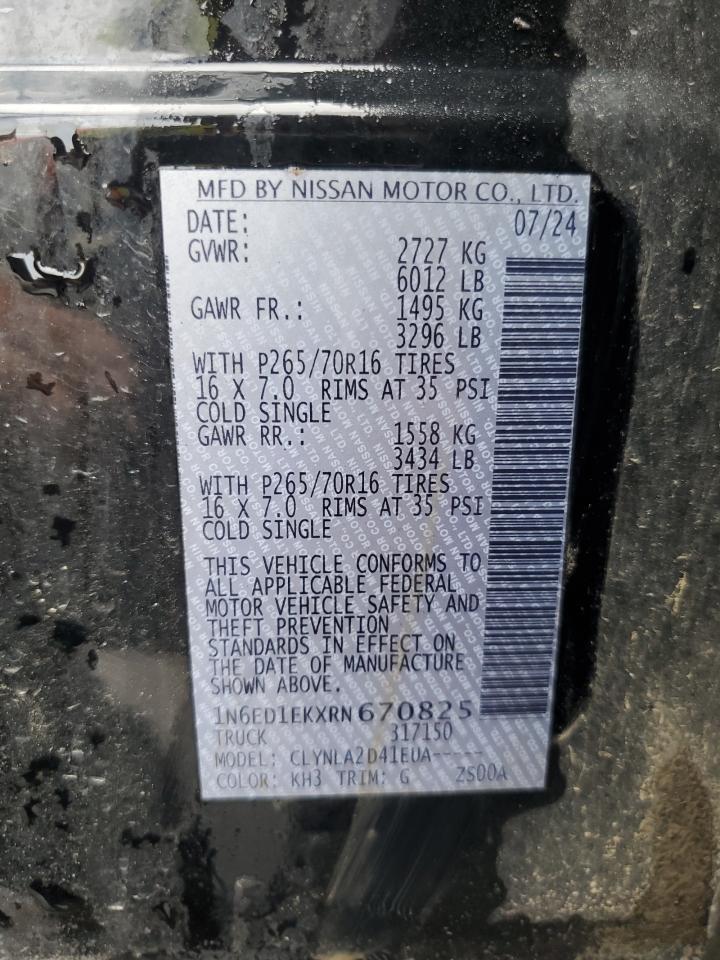 MFD BY NISSAN MOTOR CO., LTD.
DATE: 07/24
GVWR: 2727 KG
6012 LB
GAWR FR.: 1495 KG
3296 LB
WITH P265/70R16 TIRES
16 X 7.0 RIMS AT 35 PSI
COLD SINGLE
GAWR RR.: 1558 KG
3434 LB
WITH P265/70R16 TIRES
16 X 7.0 RIMS AT 35 PSI
COLD SINGLE
THIS VEHICLE CONFORMS TO
ALL APPLICABLE FEDERAL
MOTOR VEHICLE SAFETY AND
THEFT PREVENTION
STANDARDS IN EFFECT ON
THE DATE OF MANUFACTURE
SHOWN ABOVE.
1N6ED1EKXRN670825
TRUCK 317150
MODEL: CLYNLA2D41EUA-----
COLOR: KH3 TRIM: G ZS00A